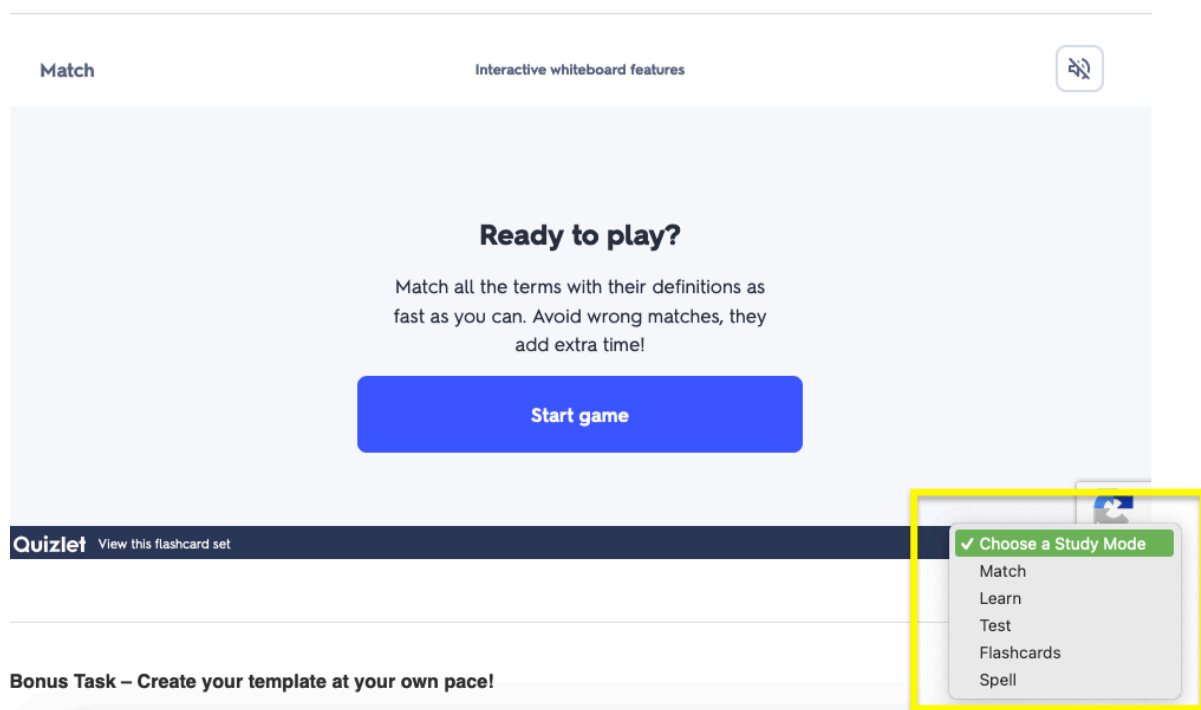 Match
Interactive whiteboard features
Ready to play?
Match all the terms with their definitions as
fast as you can. Avoid wrong matches, they
add extra time!
Start game
Quizlet View this flashcard set
✓ Choose a Study Mode
Match
Learn
Test
Flashcards
Spell
Bonus Task – Create your template at your own pace!